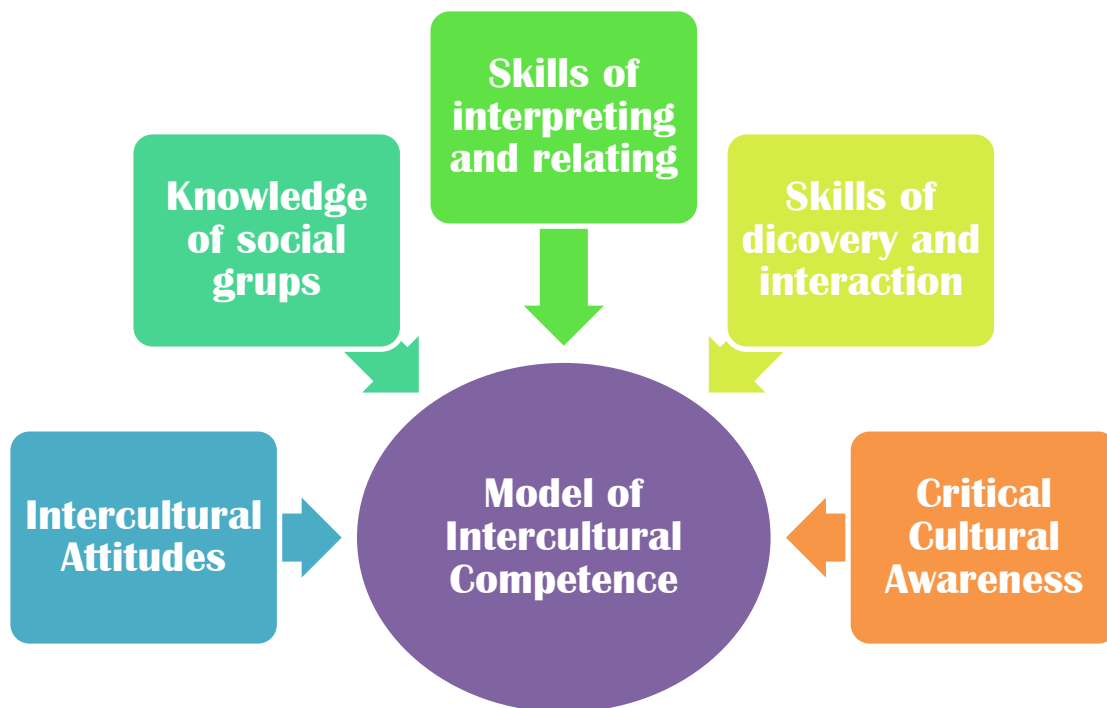 Skills of
interpreting
and relating
Knowledge
of social
grups
Skills of
dicovery and
interaction
Intercultural
Attitudes
Model of
Intercultural
Competence
Critical
Cultural
Awareness